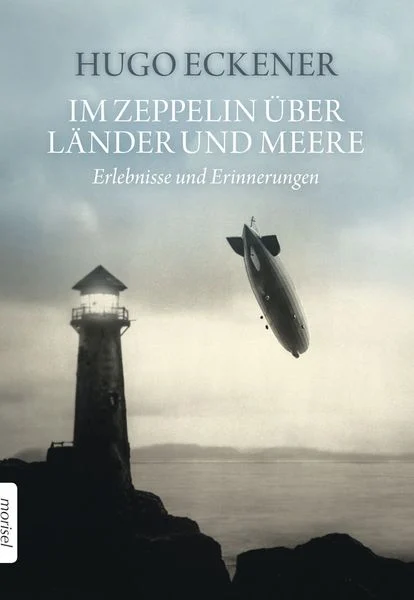 HUGO ECKENER
IM ZEPPELIN ÜBER
LÄNDER UND MEERE
Erlebnisse und Erinnerungen
morisel